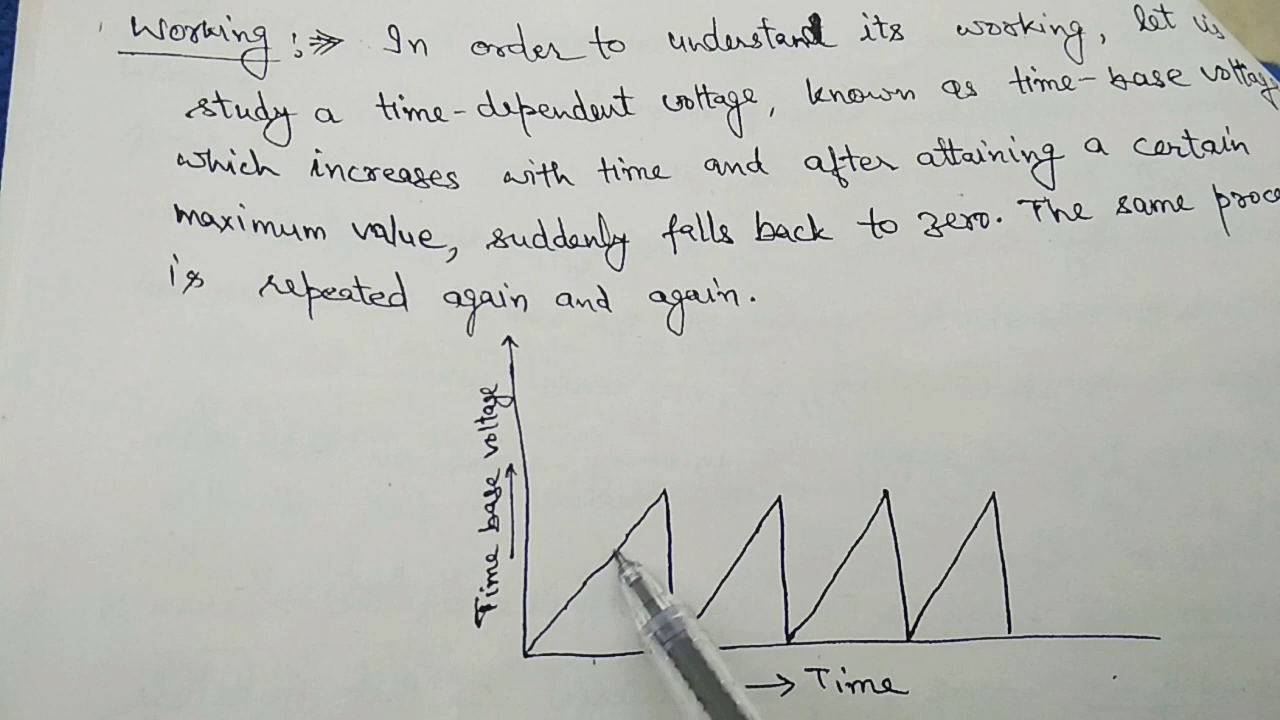 Working :⇒ In order to understand its working, let us
study a time-dependent voltage, known as time-base voltag
which increases with time and after attaining a certain
maximum value, suddenly falls back to zero. The same proce
is repeated again and again.
Time base voltage
→ Time